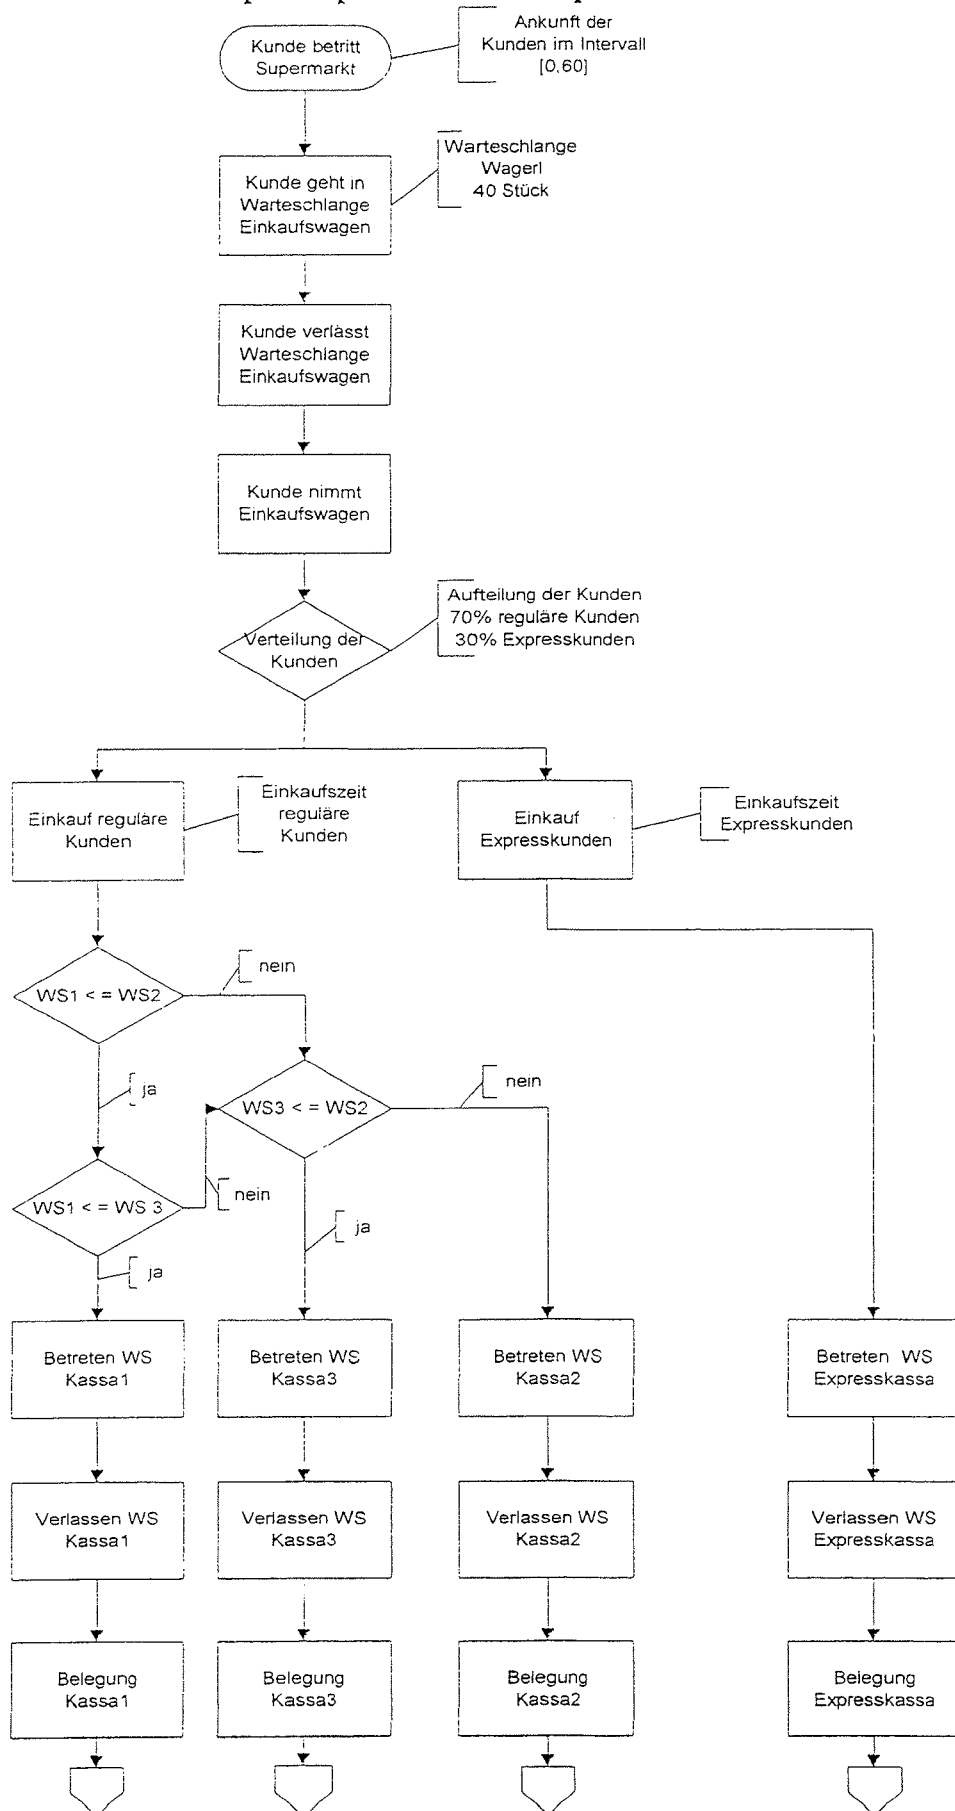 Kunde betritt
Supermarkt
Ankunft der
Kunden im Intervall
[0,60]
Kunde geht in
Warteschlange
Einkaufswagen
Warteschlange
Wagerl
40 Stück
Kunde verlässt
Warteschlange
Einkaufswagen
Kunde nimmt
Einkaufswagen
Verteilung der
Kunden
Aufteilung der Kunden
70% reguläre Kunden
30% Expresskunden
Einkauf reguläre
Kunden
Einkaufszeit
reguläre
Kunden
Einkauf
Expresskunden
Einkaufszeit
Expresskunden
WS1 < = WS2
nein
ja
WS3 < = WS2
nein
WS1 < = WS 3
nein
ja
ja
Betreten WS
Kassa1
Betreten WS
Kassa3
Betreten WS
Kassa2
Betreten WS
Expresskassa
Verlassen WS
Kassa1
Verlassen WS
Kassa3
Verlassen WS
Kassa2
Verlassen WS
Expresskassa
Belegung
Kassa1
Belegung
Kassa3
Belegung
Kassa2
Belegung
Expresskassa